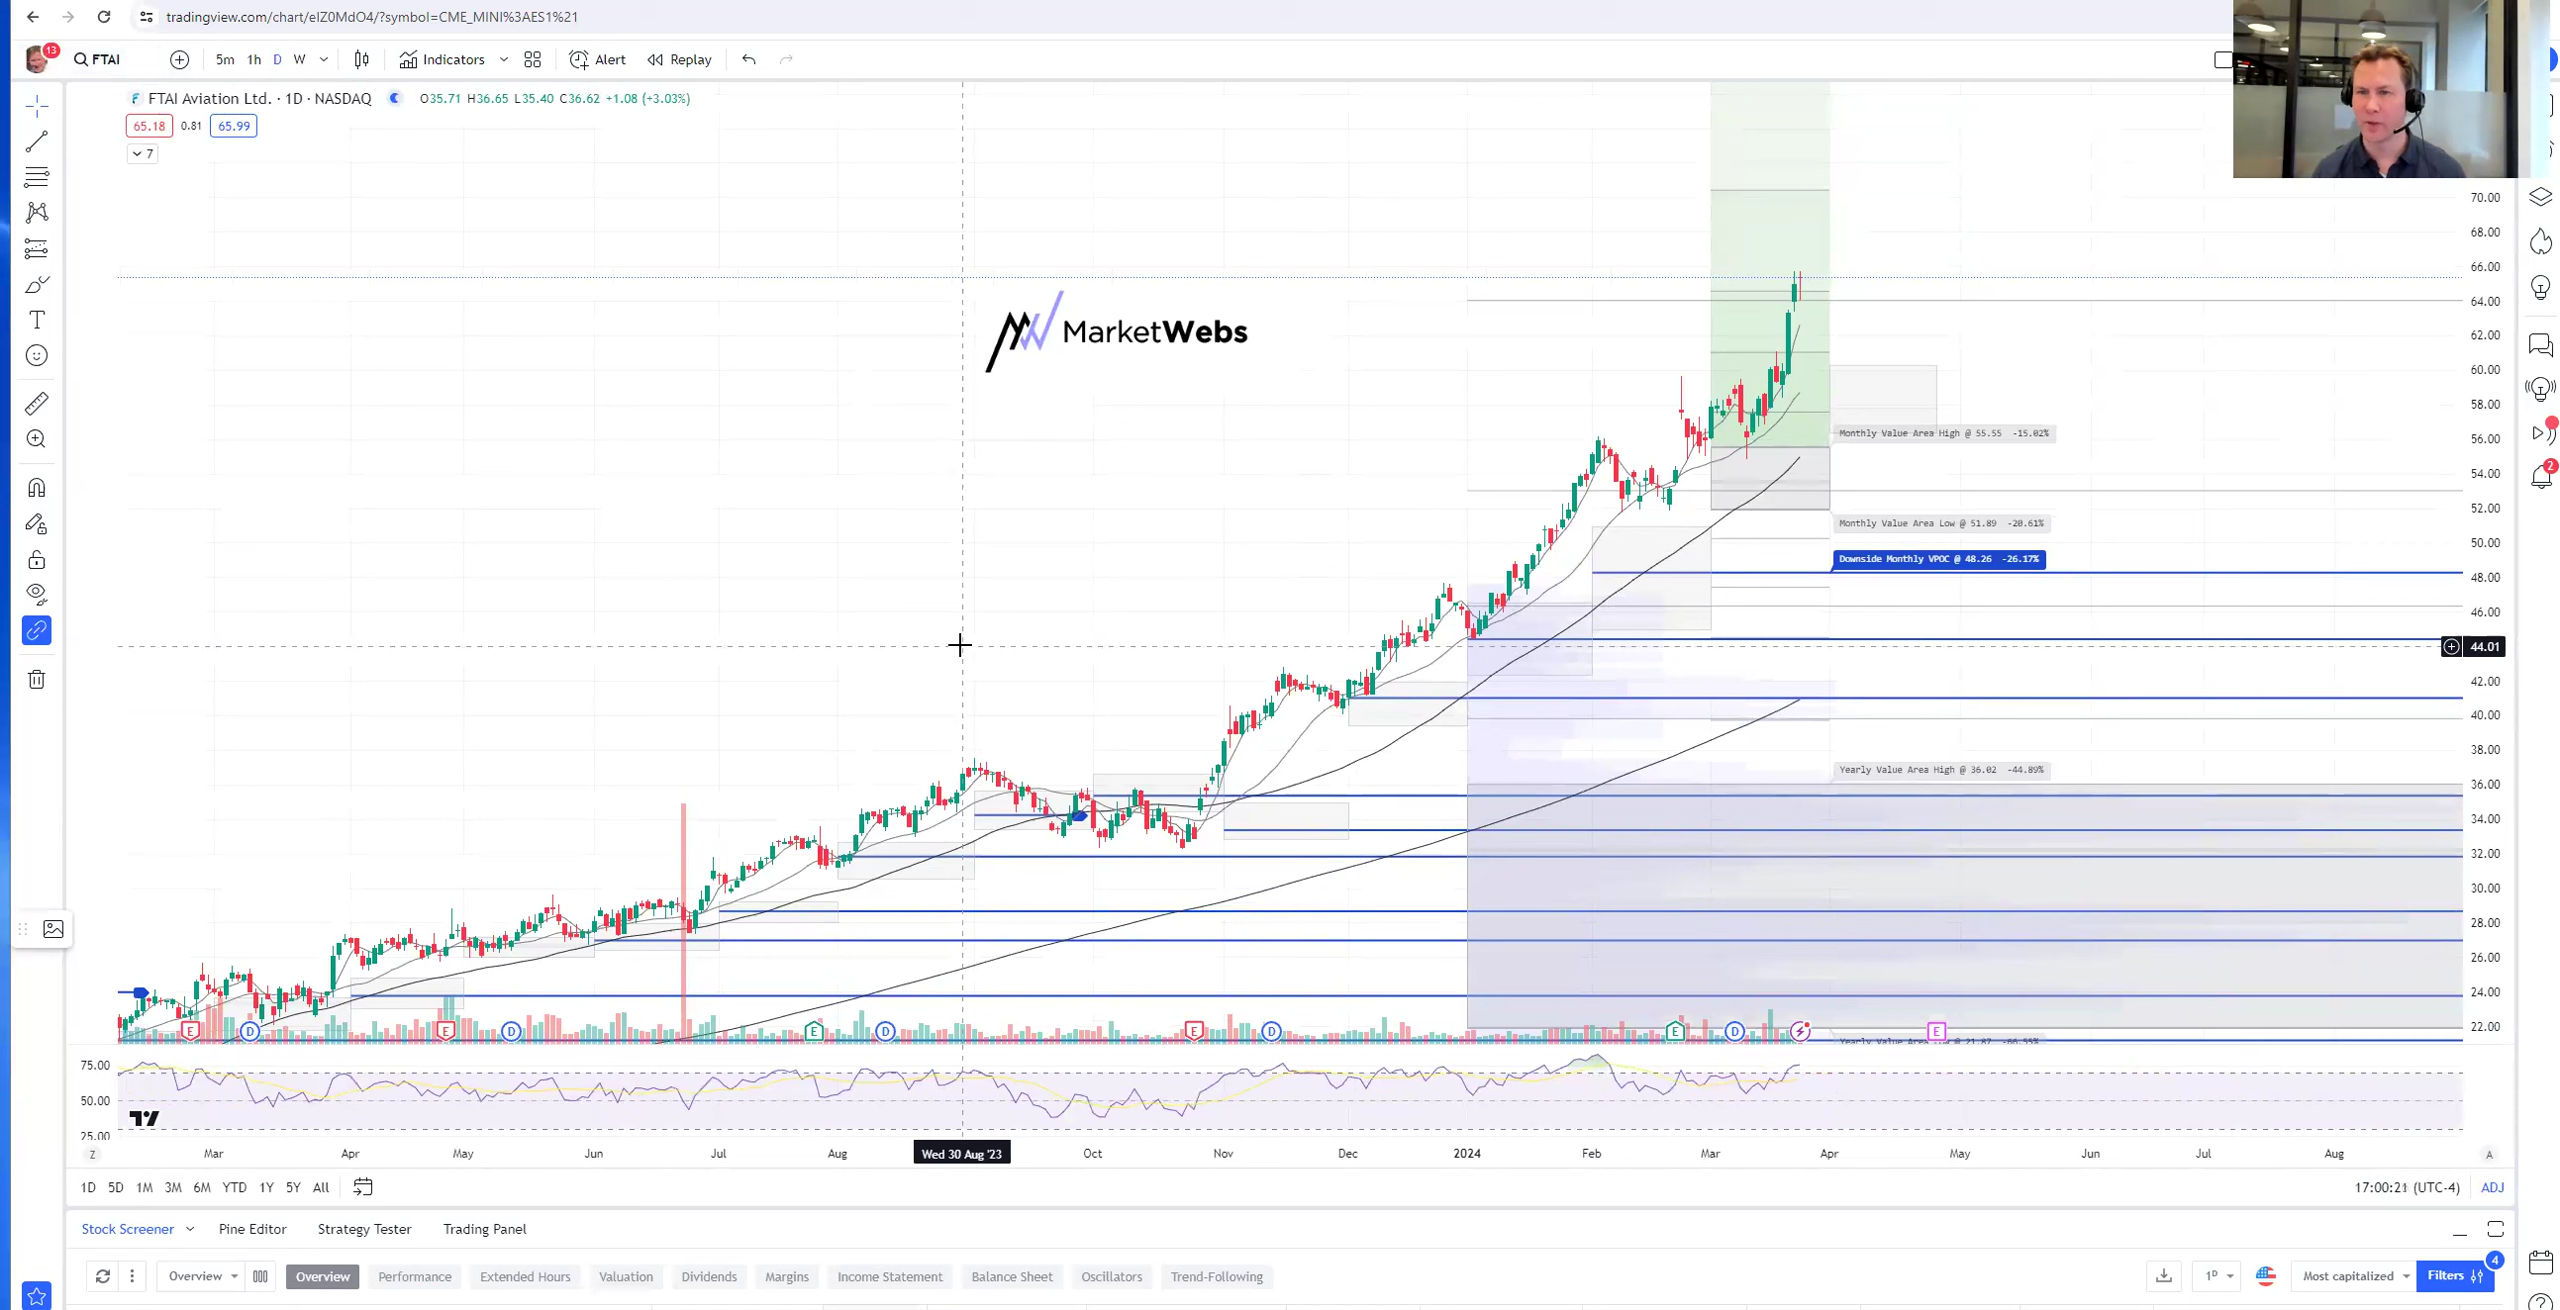 tradingview.com/chart/eIZ0MdO4/?symbol=CME_MINI%3AES1%21
13
FTAI
5m 1h D W
Indicators
Alert
Replay
FTAI Aviation Ltd. · 1D · NASDAQ
O35.71 H36.65 L35.40 C36.62 +1.08 (+3.03%)
65.18 0.81 65.99
7
MarketWebs
70.00
68.00
66.00
64.00
62.00
60.00
58.00
56.00
54.00
52.00
50.00
48.00
46.00
44.01
42.00
40.00
38.00
36.00
34.00
32.00
30.00
28.00
26.00
24.00
22.00
Monthly Value Area High @ 55.55 -15.02%
Monthly Value Area Low @ 51.89 -20.61%
Downside Monthly VPOC @ 48.26 -26.17%
Yearly Value Area High @ 36.02 -44.89%
2
E D E D E D E D E D E
75.00
50.00
25.00
Z Mar Apr May Jun Jul Aug Wed 30 Aug '23 Oct Nov Dec 2024 Feb Mar Apr May Jun Jul Aug A
1D 5D 1M 3M 6M YTD 1Y 5Y All
17:00:21 (UTC-4) ADJ
Stock Screener Pine Editor Strategy Tester Trading Panel
Overview Overview Performance Extended Hours Valuation Dividends Margins Income Statement Balance Sheet Oscillators Trend-Following
1D Most capitalized Filters 4